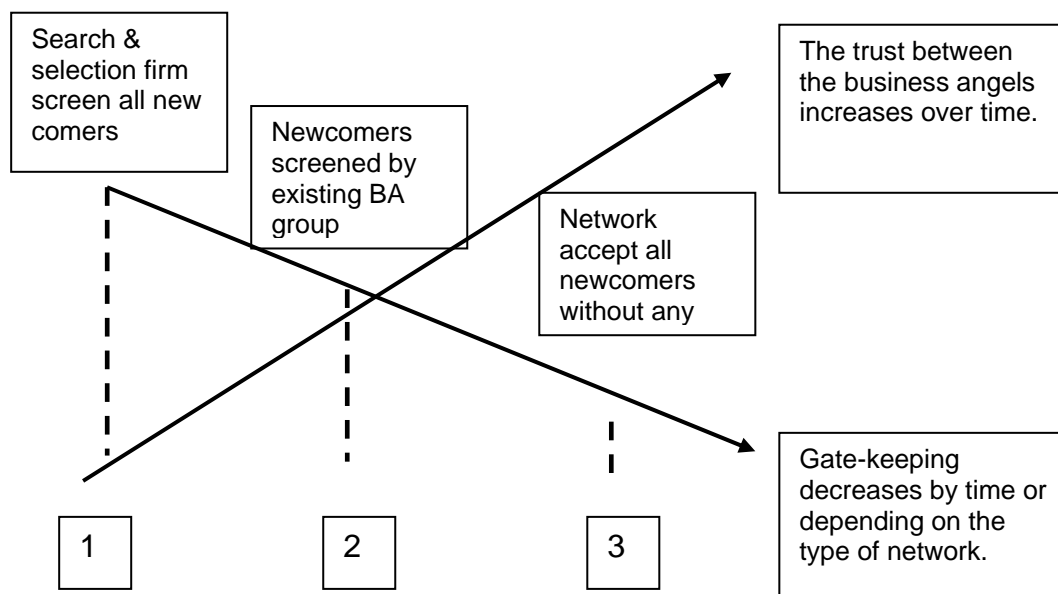 Search &
selection firm
screen all new
comers
Newcomers
screened by
existing BA
group
Network
accept all
newcomers
without any
The trust between
the business angels
increases over time.
Gate-keeping
decreases by time or
depending on the
type of network.
1
2
3